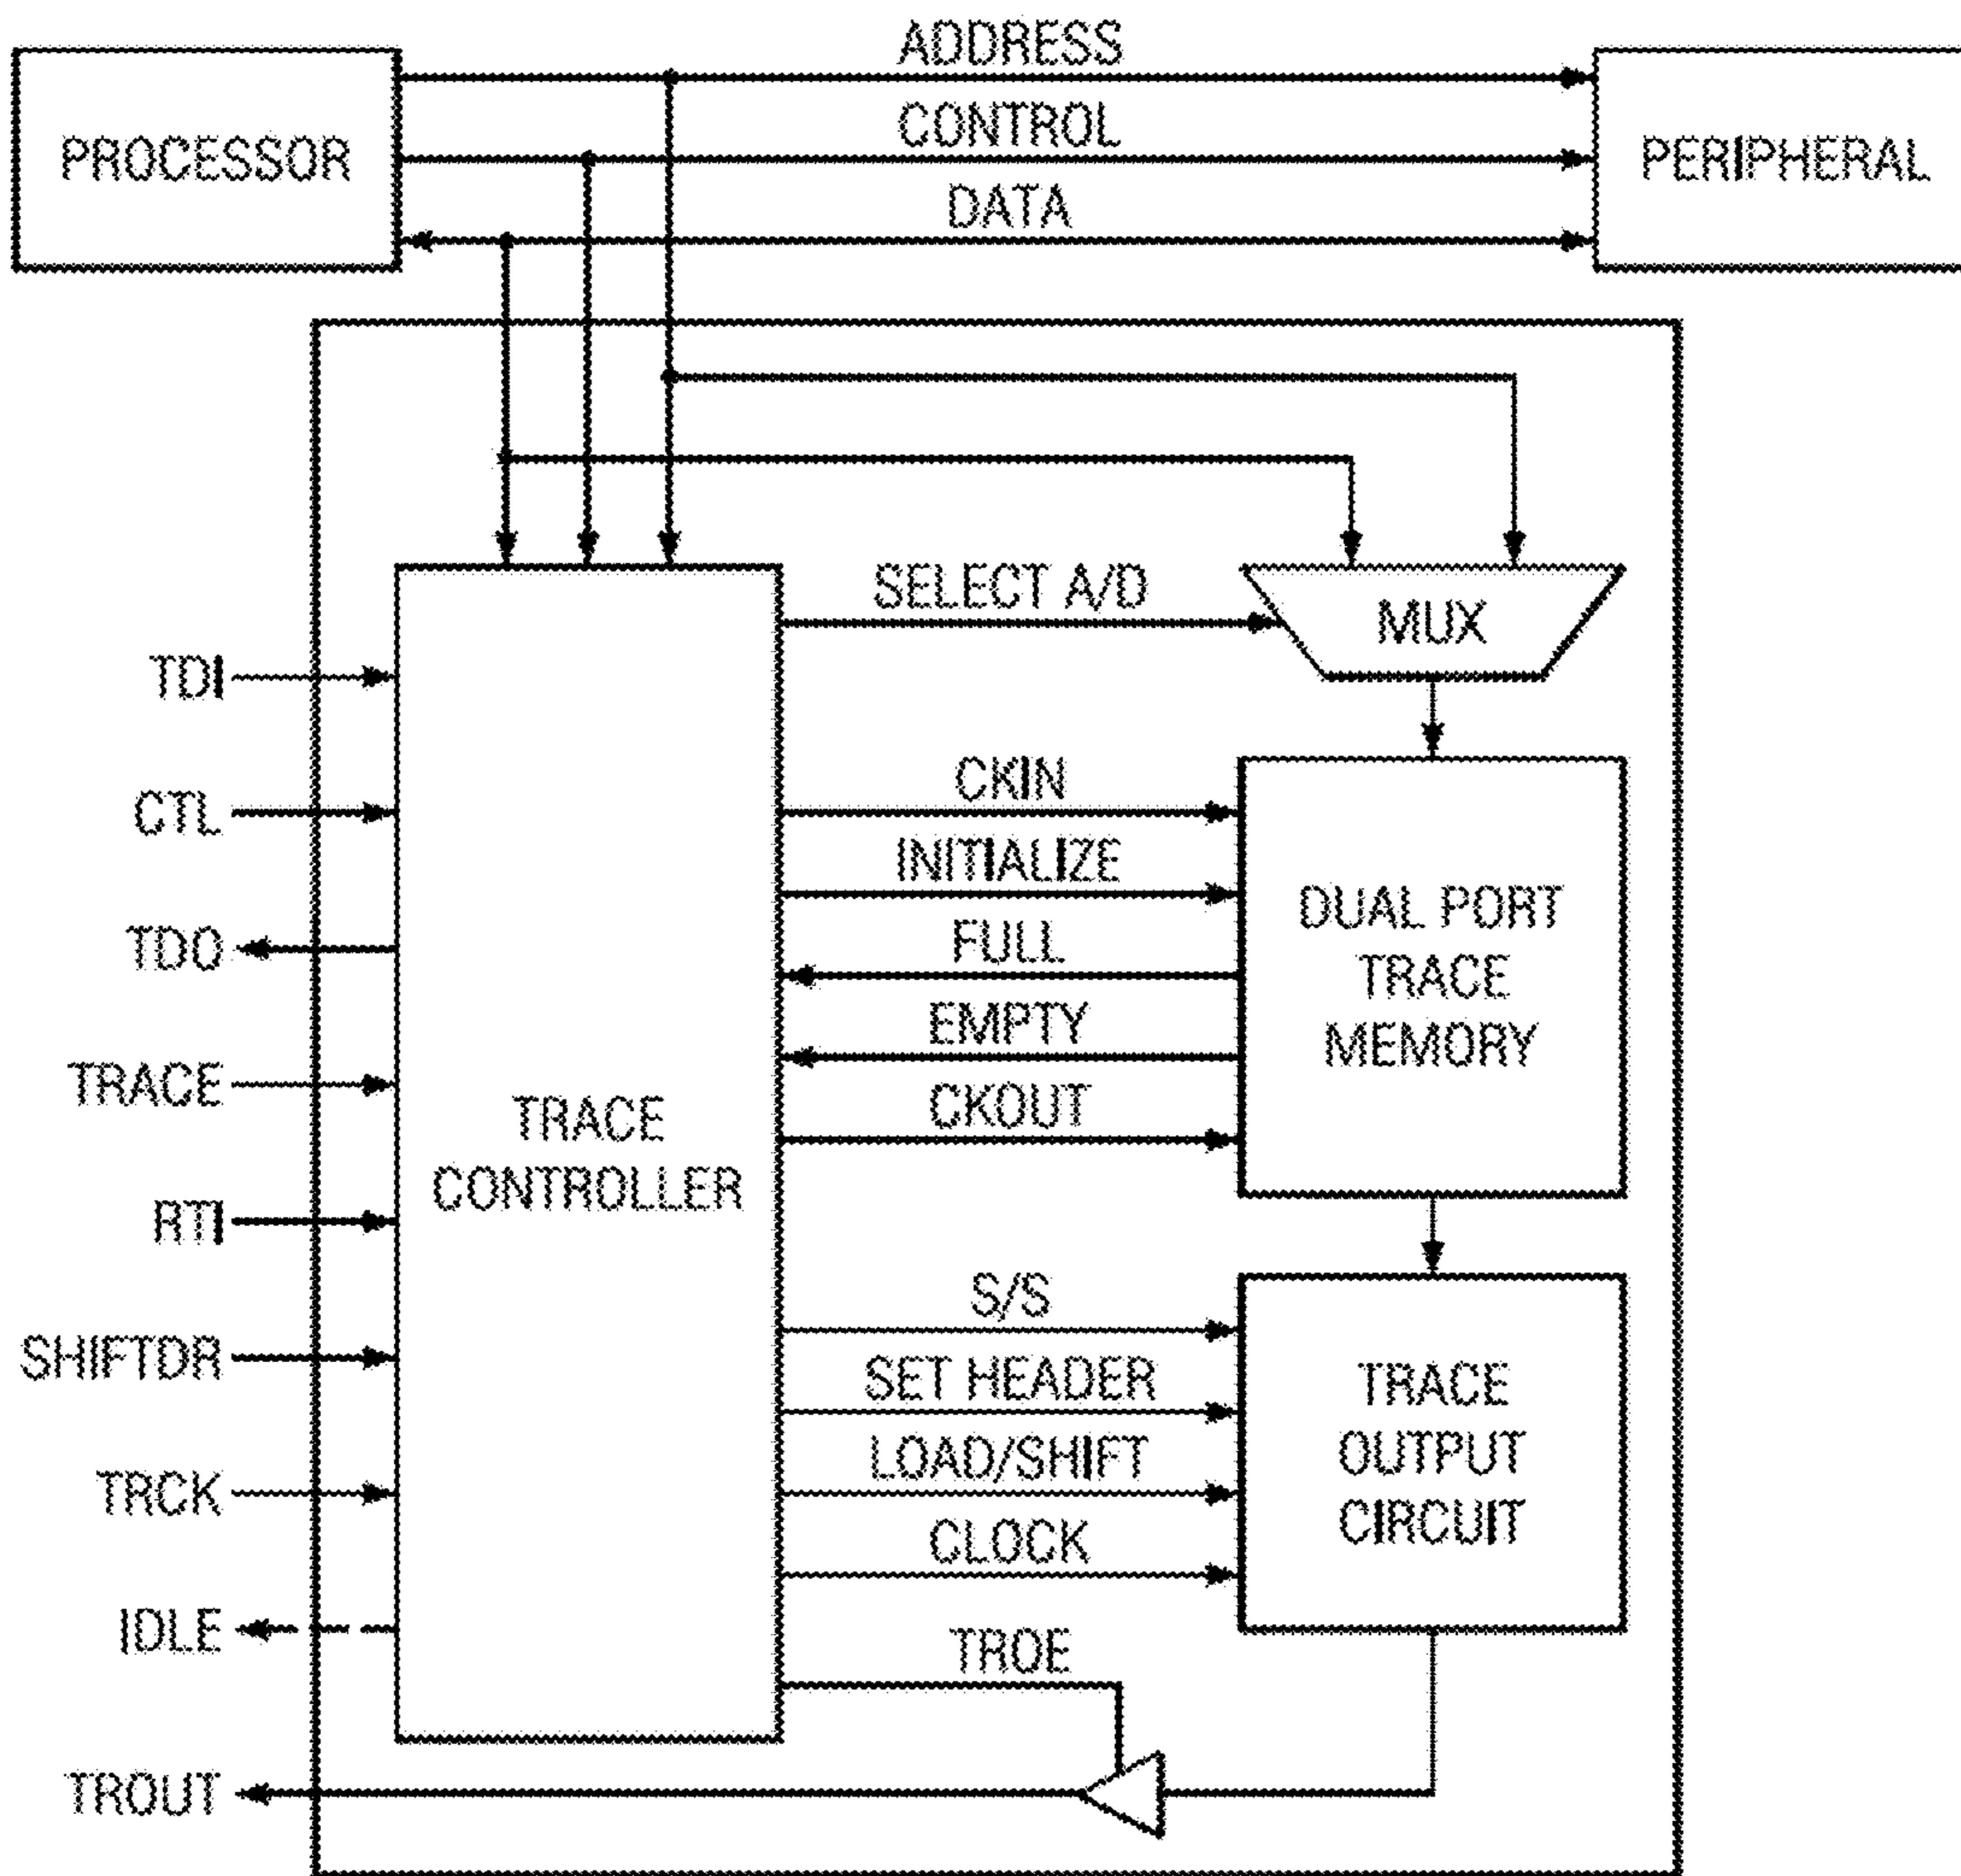 ADDRESS
PROCESSOR
CONTROL
PERIPHERAL
DATA
SELECT A/D
MUX
TDI
CKIN
CTL
INITIALIZE
DUAL PORT
TRACE
MEMORY
TDO
FULL
EMPTY
TRACE
CKOUT
TRACE
CONTROLLER
RTI
S/S
SHIFTDR
SET HEADER
TRACE
OUTPUT
CIRCUIT
LOAD/SHIFT
TRCK
CLOCK
IDLE
TROE
TROUT